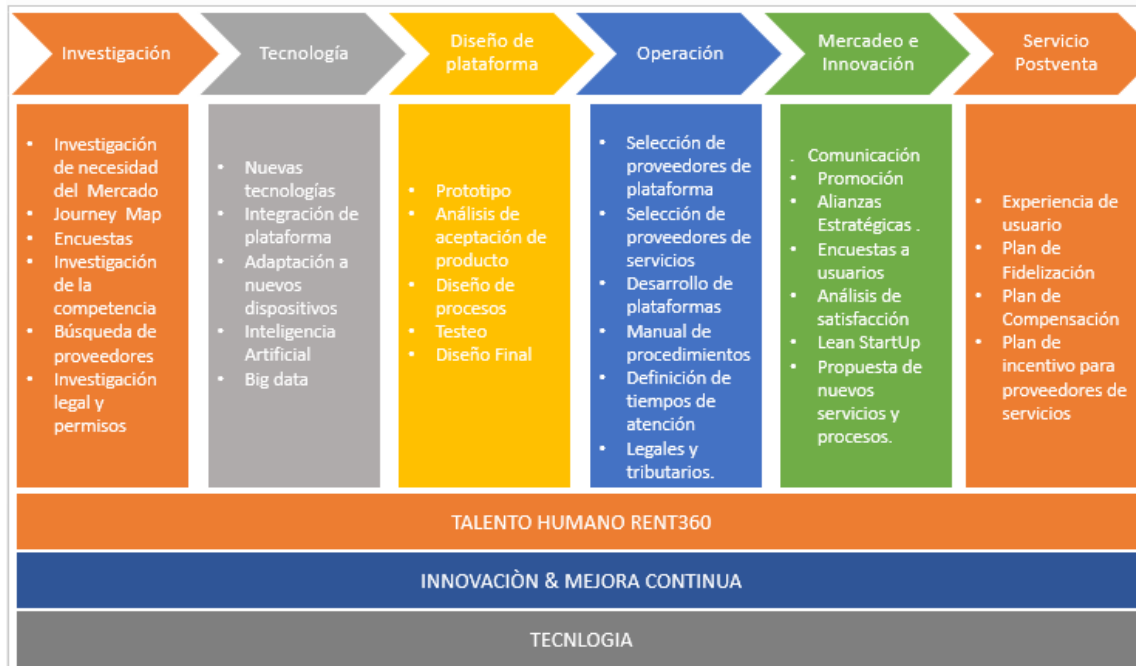 Investigación
Tecnología
Diseño de
plataforma
Operación
Mercadeo e
Innovación
Servicio
Postventa
• Investigación
de necesidad
del Mercado
• Journey Map
• Encuestas
• Investigación
de la
competencia
• Búsqueda de
proveedores
• Investigación
legal y
permisos
• Nuevas
tecnologías
• Integración de
plataforma
• Adaptación a
nuevos
dispositivos
• Inteligencia
Artificial
• Big data
• Prototipo
• Análisis de
aceptación de
producto
• Diseño de
procesos
• Testeo
• Diseño Final
• Selección de
proveedores de
plataforma
• Selección de
proveedores de
servicios
• Desarrollo de
plataformas
• Manual de
procedimientos
• Definición de
tiempos de
atención
• Legales y
tributarios.
. Comunicación
• Promoción
• Alianzas
Estratégicas .
• Encuestas a
usuarios
• Análisis de
satisfacción
• Lean StartUp
• Propuesta de
nuevos
servicios y
procesos.
• Experiencia de
usuario
• Plan de
Fidelización
• Plan de
Compensación
• Plan de
incentivo para
proveedores de
servicios
TALENTO HUMANO RENT360
INNOVACIÒN & MEJORA CONTINUA
TECNLOGIA